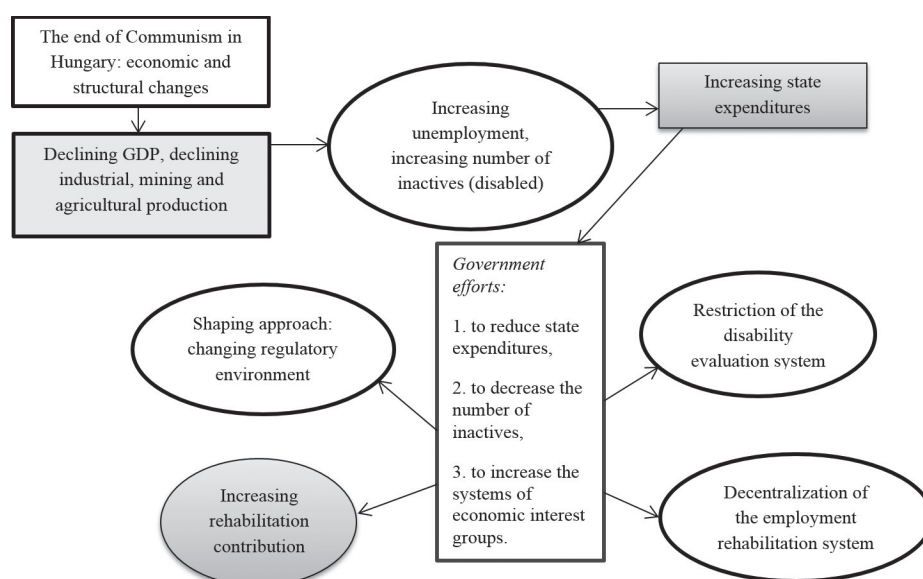 The end of Communism in
Hungary: economic and
structural changes
Declining GDP, declining
industrial, mining and
agricultural production
Increasing
unemployment,
increasing number of
inactives (disabled)
Increasing state
expenditures
Government
efforts:
1. to reduce state
expenditures,
2. to decrease the
number of
inactives,
3. to increase the
systems of
economic interest
groups.
Shaping approach:
changing regulatory
environment
Restriction of the
disability
evaluation system
Increasing
rehabilitation
contribution
Decentralization of
the employment
rehabilitation system